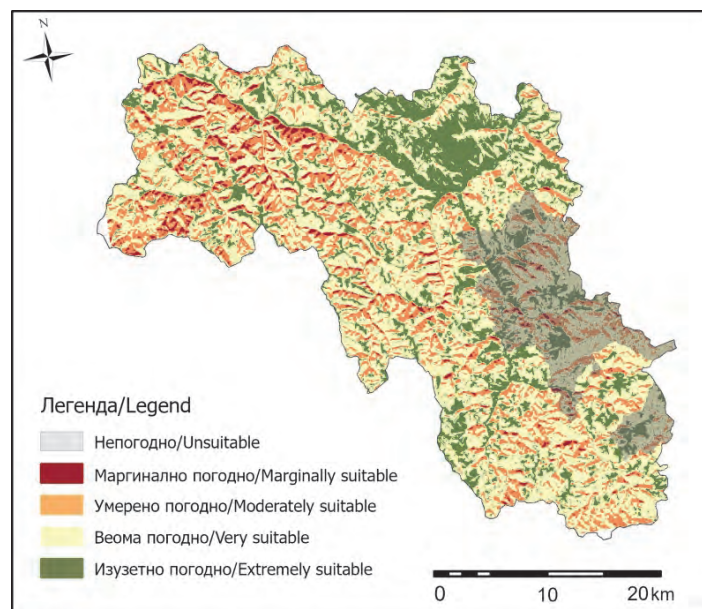 N
Легенда/Legend
Непогодно/Unsuitable
Маргинално погодно/Marginally suitable
Умерено погодно/Moderately suitable
Веома погодно/Very suitable
Изузетно погодно/Extremely suitable
0 10 20 km